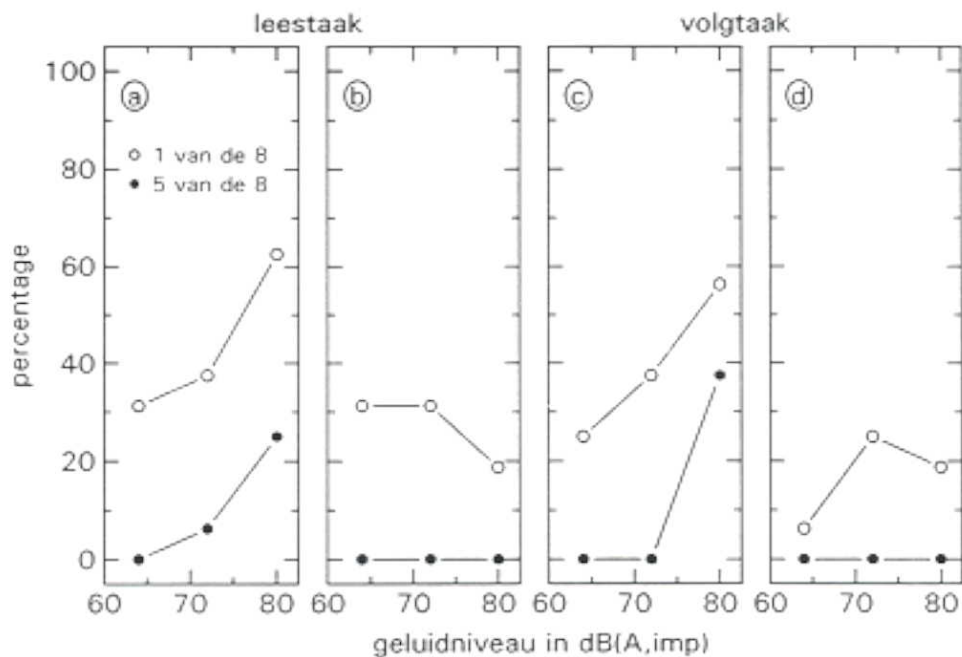 leestaak volgtaak
100 a b c d
1 van de 8
80 5 van de 8
60
40
20
0
60 70 80 60 70 80 60 70 80 60 70 80
percentage
geluidniveau in dB(A,imp)